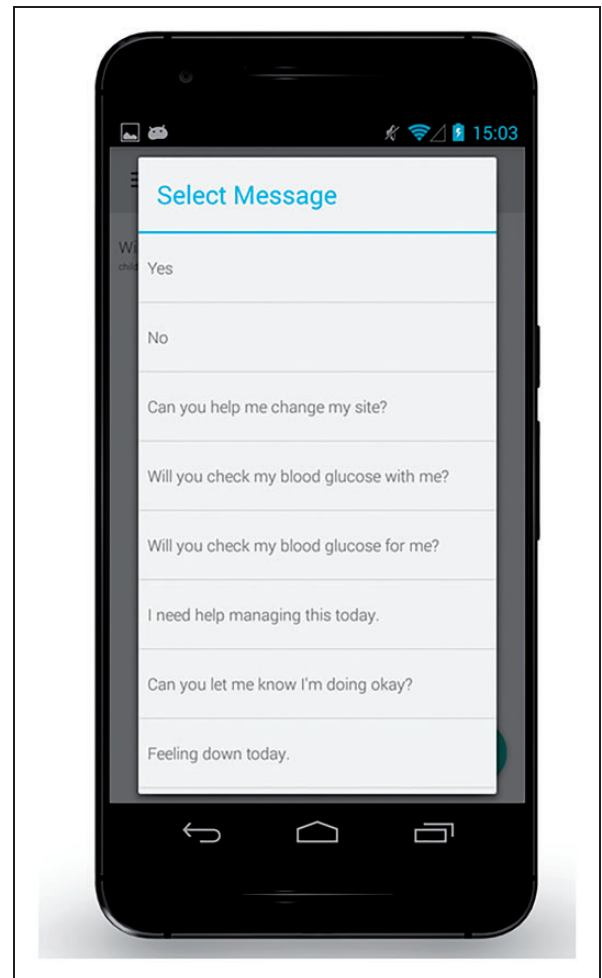 15:03
Select Message
Wi
child
Yes
No
Can you help me change my site?
Will you check my blood glucose with me?
Will you check my blood glucose for me?
I need help managing this today.
Can you let me know I'm doing okay?
Feeling down today.